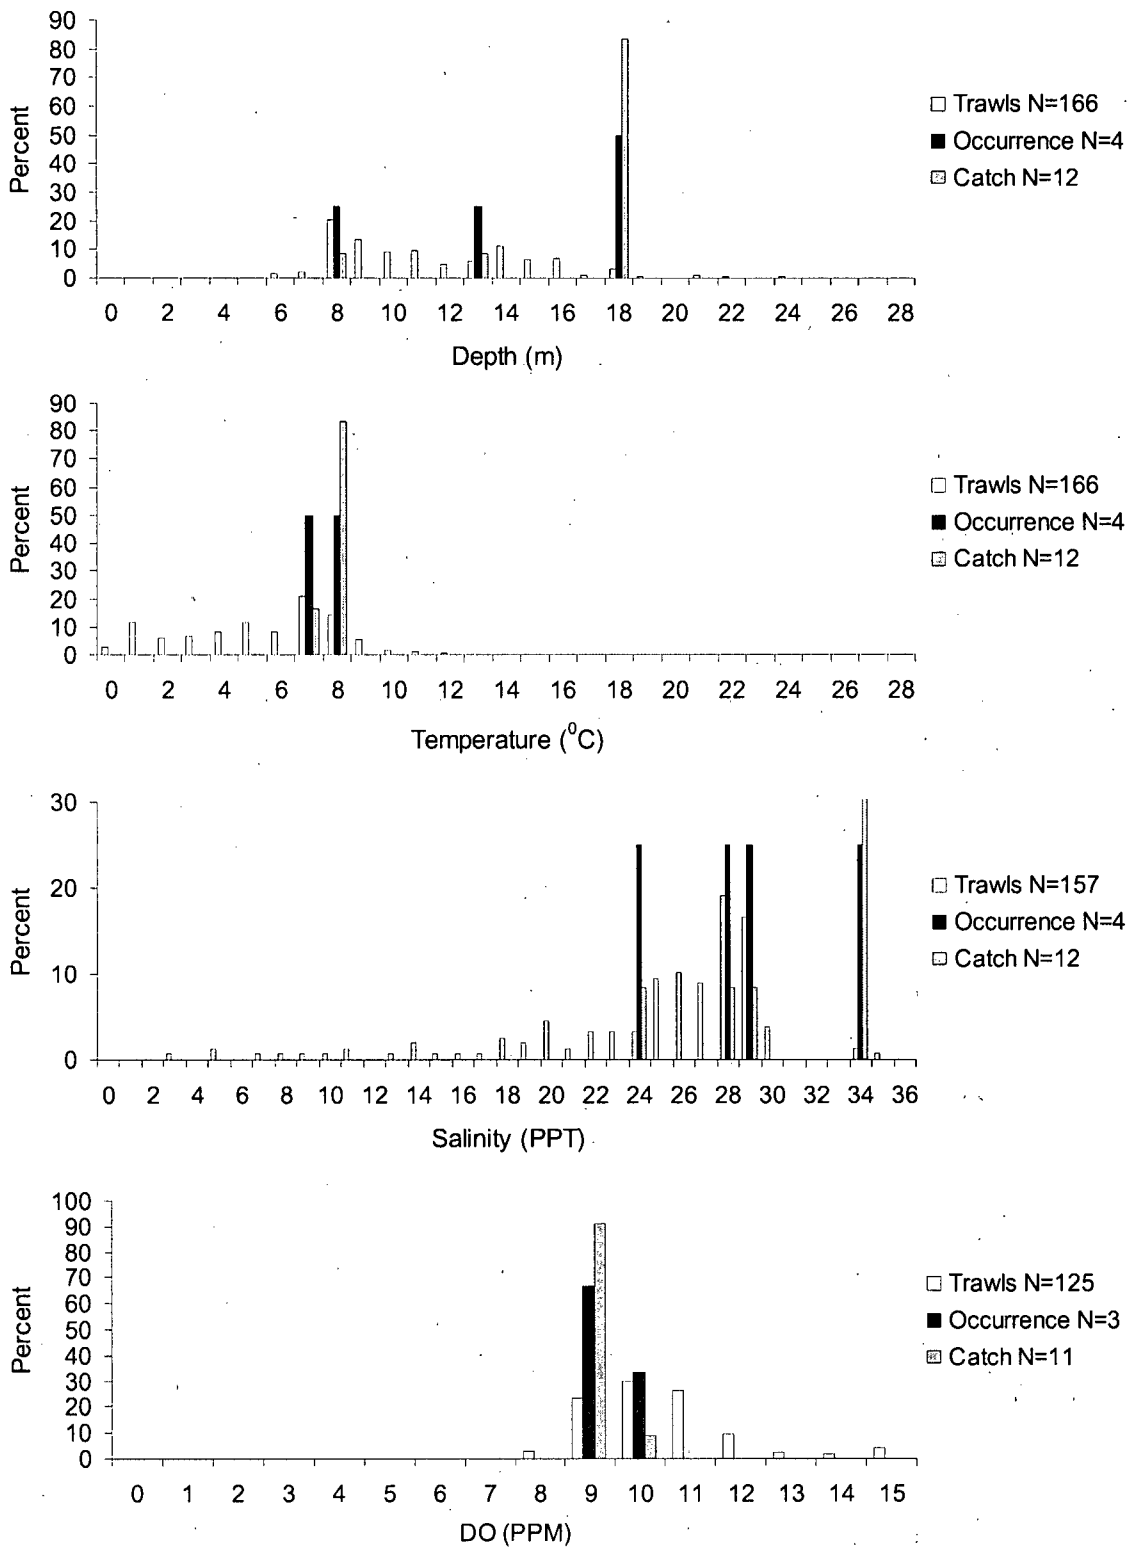 90
80
70
60
50
40
30
20
10
0
Percent
0 2 4 6 8 10 12 14 16 18 20 22 24 26 28
Depth (m)
Trawls N=166
Occurrence N=4
Catch N=12
90
80
70
60
50
40
30
20
10
0
Percent
0 2 4 6 8 10 12 14 16 18 20 22 24 26 28
Temperature (⁰C)
Trawls N=166
Occurrence N=4
Catch N=12
30
20
10
0
Percent
0 2 4 6 8 10 12 14 16 18 20 22 24 26 28 30 32 34 36
Salinity (PPT)
Trawls N=157
Occurrence N=4
Catch N=12
100
90
80
70
60
50
40
30
20
10
0
Percent
0 1 2 3 4 5 6 7 8 9 10 11 12 13 14 15
DO (PPM)
Trawls N=125
Occurrence N=3
Catch N=11